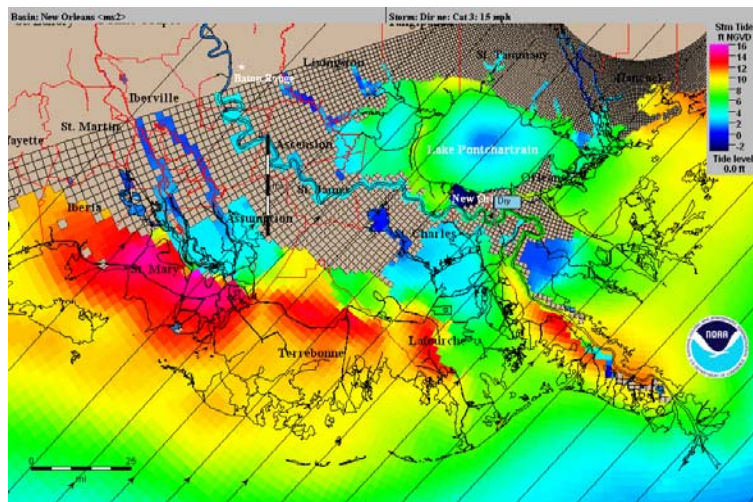 Basin: New Orleans <ms2>
Storm: Dir ne: Cat 3: 15 mph
Strm Tide
ft NGVD
16
14
12
10
8
6
4
2
0
-2
Tide level
0.0 ft
St. Tammany
Hancock
Livingston
Baton Rouge
Iberville
St. Martin
Ascension
Lake Pontchartrain
Orleans
St. James
New Or
Dry
Iberia
Assumption
St. Charles
St. Mary
Lafourche
Terrebonne
NOAA
0
25
mi